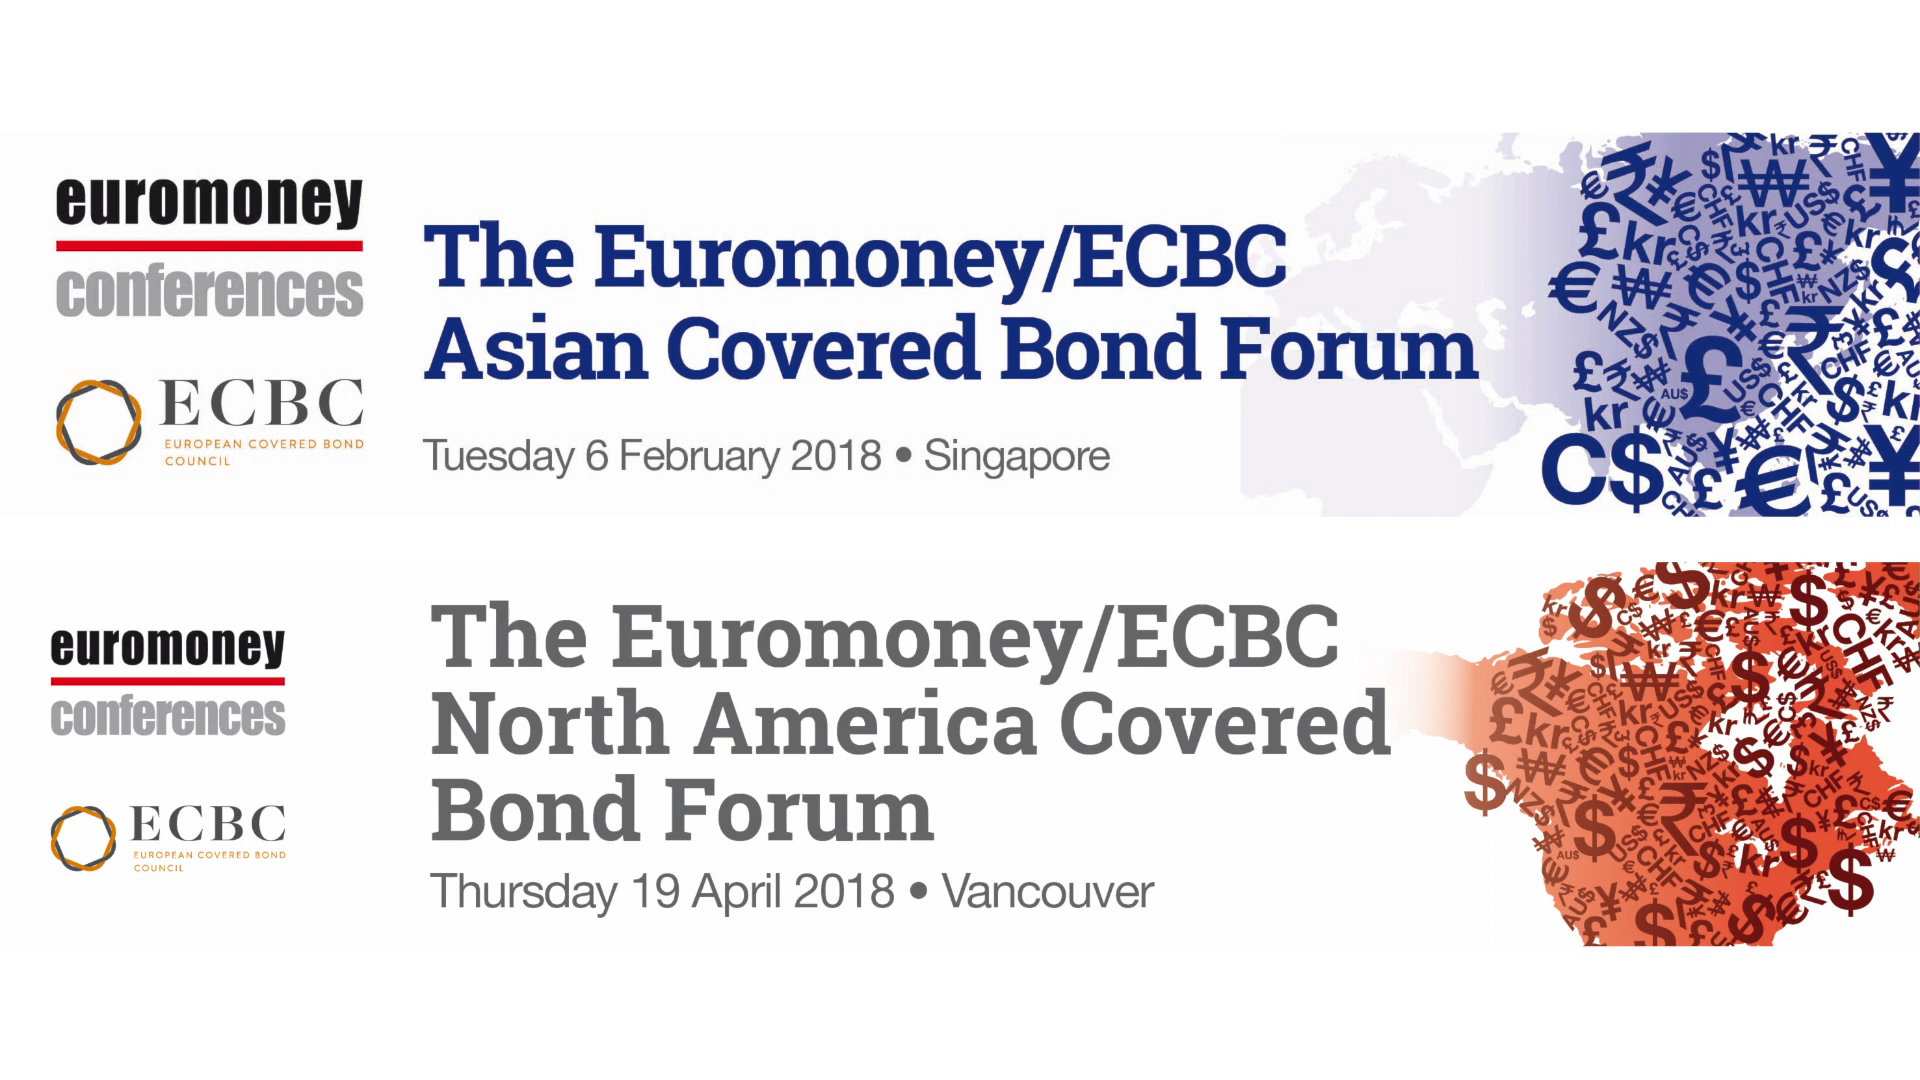 euromoney
conferences
ECBC
EUROPEAN COVERED BOND
COUNCIL
The Euromoney/ECBC
Asian Covered Bond Forum
Tuesday 6 February 2018 • Singapore
euromoney
conferences
ECBC
EUROPEAN COVERED BOND
COUNCIL
The Euromoney/ECBC
North America Covered
Bond Forum
Thursday 19 April 2018 • Vancouver